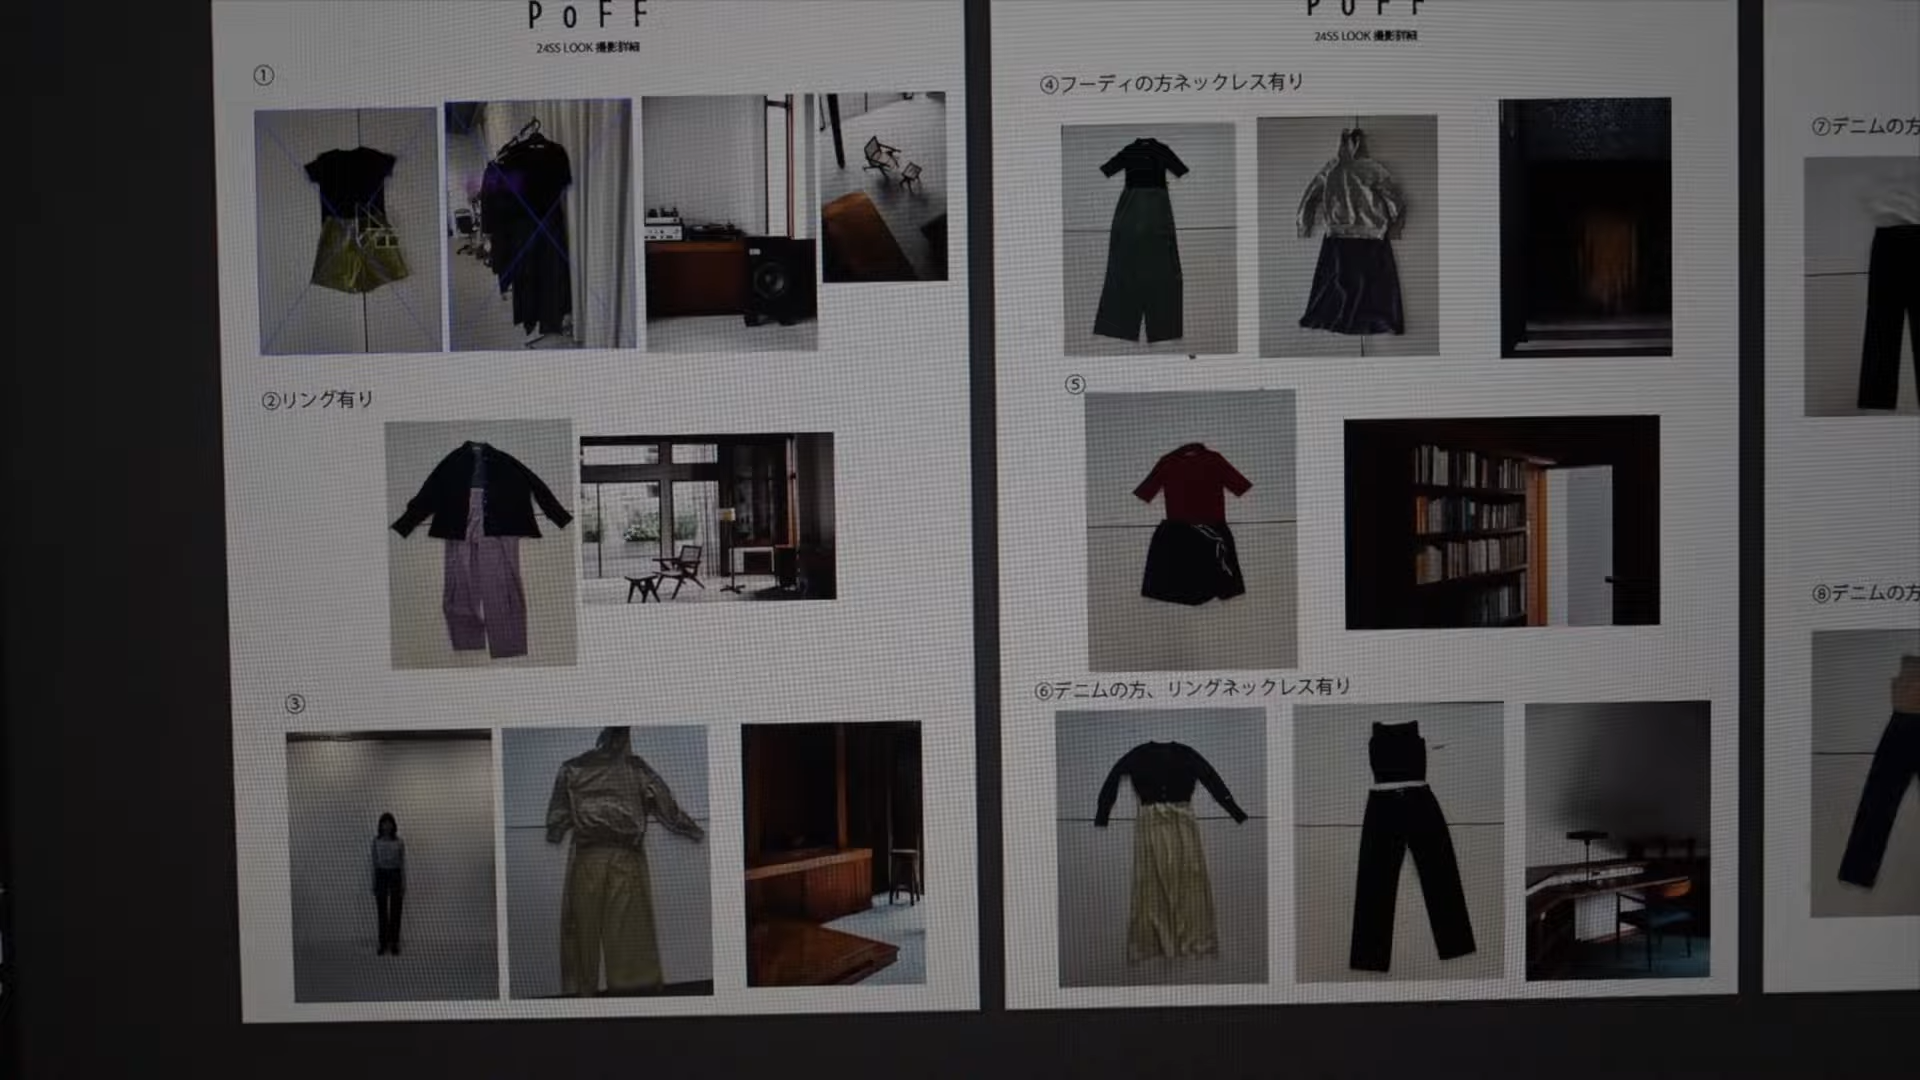 PoFF
24SS LOOK 撮影詳細
①
②リング有り
③
PoFF
24SS LOOK 撮影詳細
④フーディの方ネックレス有り
⑤
⑥デニムの方、リングネックレス有り
⑦デニムの方
⑧デニムの方